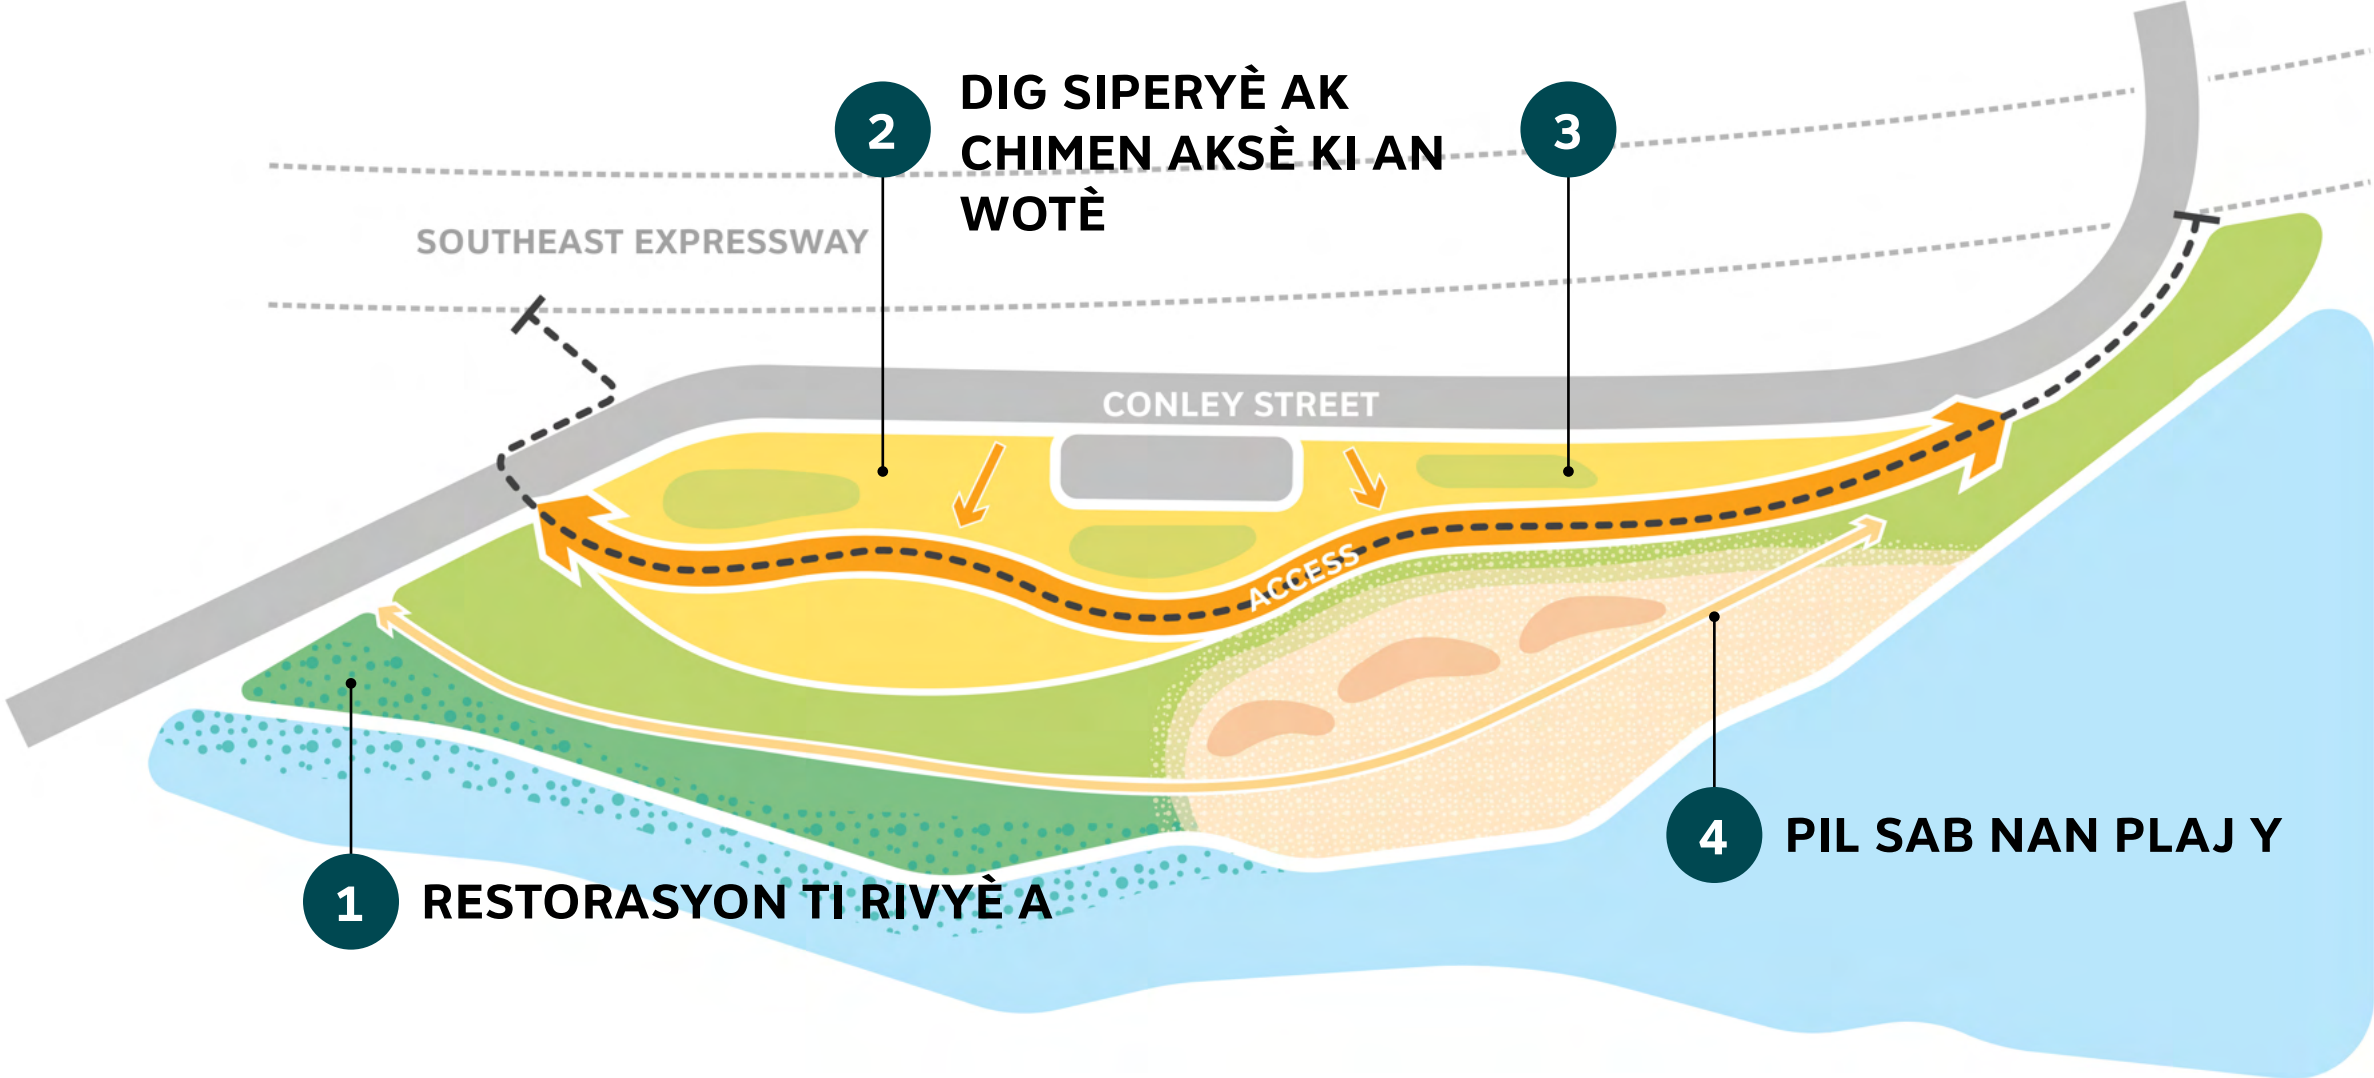 2
DIG SIPERYÈ AK
CHIMEN AKSÈ KI AN
WOTÈ
3
SOUTHEAST EXPRESSWAY
CONLEY STREET
ACCESS
4
PIL SAB NAN PLAJ Y
1
RESTORASYON TI RIVYÈ A